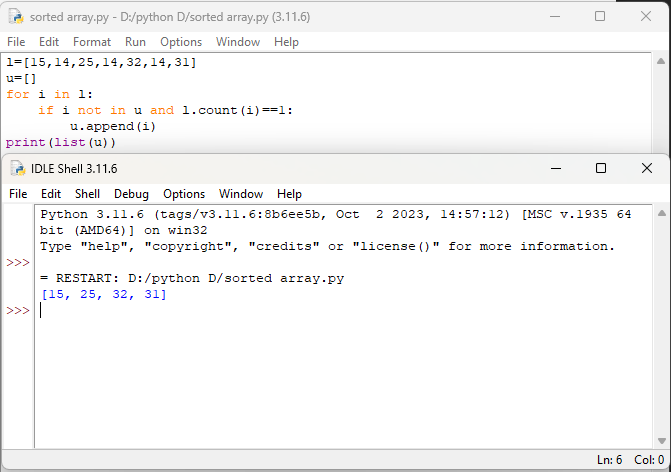 sorted array.py - D:/python D/sorted array.py (3.11.6)
File Edit Format Run Options Window Help
l=[15,14,25,14,32,14,31]
u=[]
for i in l:
    if i not in u and l.count(i)==1:
        u.append(i)
print(list(u))
IDLE Shell 3.11.6
File Edit Shell Debug Options Window Help
Python 3.11.6 (tags/v3.11.6:8b6ee5b, Oct  2 2023, 14:57:12) [MSC v.1935 64
bit (AMD64)] on win32
Type "help", "copyright", "credits" or "license()" for more information.
>>>
= RESTART: D:/python D/sorted array.py
[15, 25, 32, 31]
>>>
Ln: 6 Col: 0